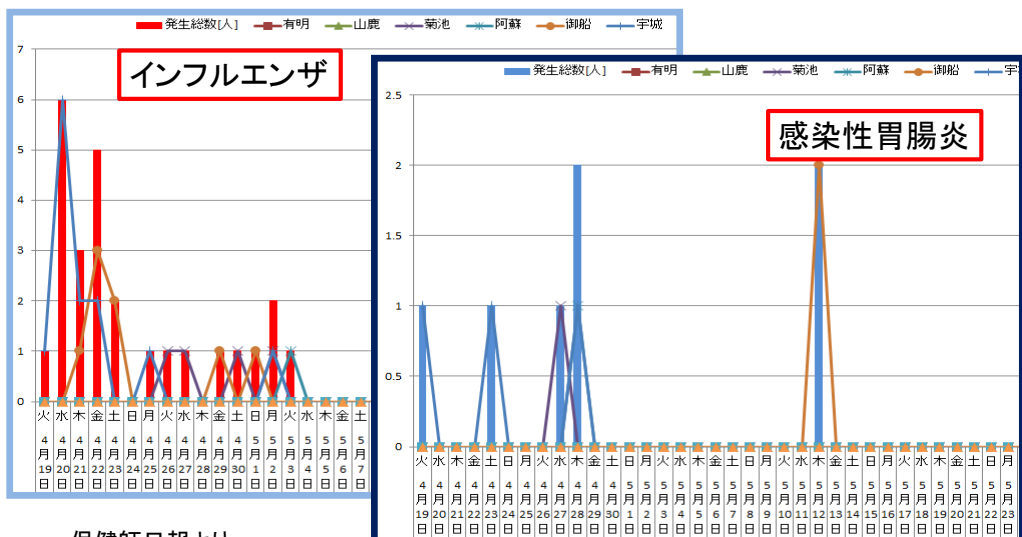 発生総数[人] 有明 山鹿 菊池 阿蘇 御船 宇城
インフルエンザ
7
6
5
4
3
2
1
0
火 水 木 金 土 日 月 火 水 木 金 土 日 月 火 水 木 金 土
4月19日 4月20日 4月21日 4月22日 4月23日 4月24日 4月25日 4月26日 4月27日 4月28日 4月29日 4月30日 5月1日 5月2日 5月3日 5月4日 5月5日 5月6日 5月7日
発生総数[人] 有明 山鹿 菊池 阿蘇 御船
感染性胃腸炎
2.5
2
1.5
1
0.5
0
火 水 木 金 土 日 月 火 水 木 金 土 日 月 火 水 木 金 土 日 月 火 水 木 金 土 日 月 火 水 木 金 土 日 月
4月19日 4月20日 4月21日 4月22日 4月23日 4月24日 4月25日 4月26日 4月27日 4月28日 4月29日 4月30日 5月1日 5月2日 5月3日 5月4日 5月5日 5月6日 5月7日 5月8日 5月9日 5月10日 5月11日 5月12日 5月13日 5月14日 5月15日 5月16日 5月17日 5月18日 5月19日 5月20日 5月21日 5月22日 5月23日
保健師日報より